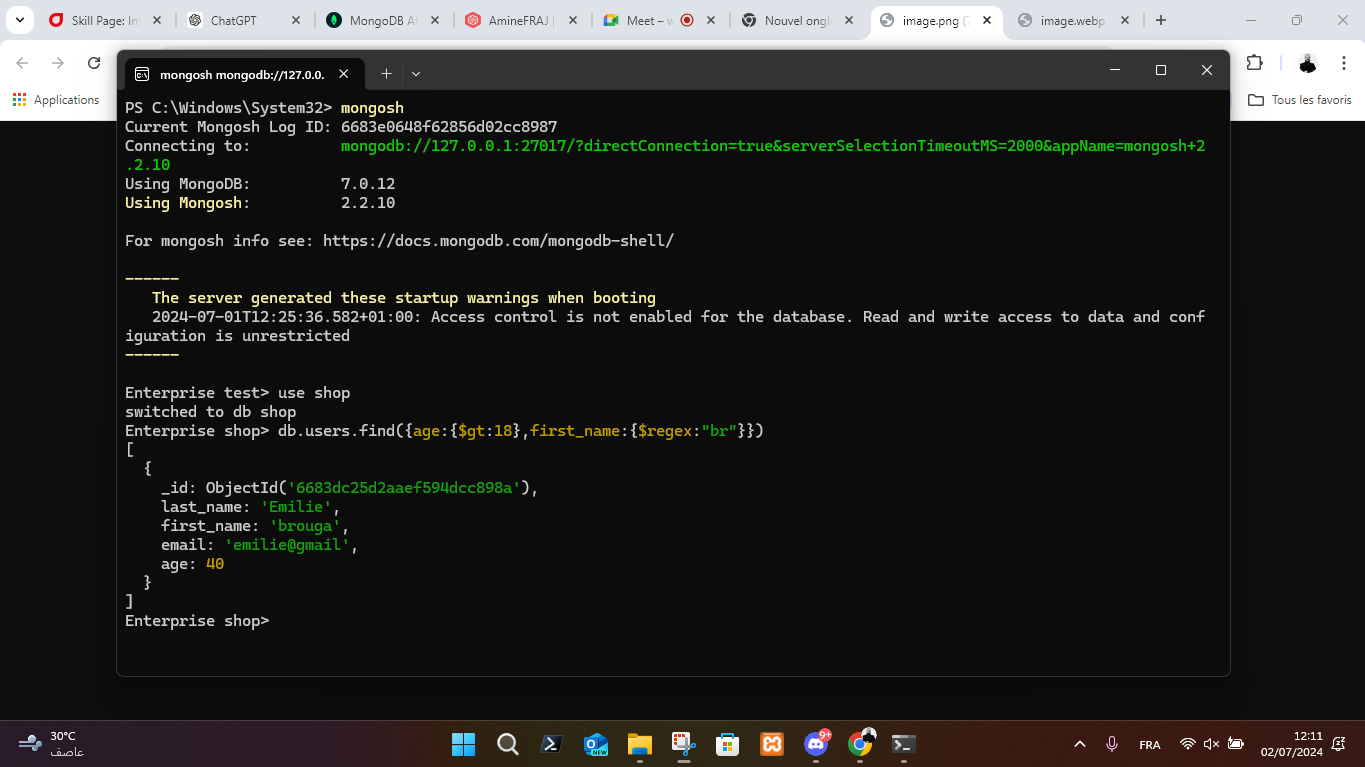 Skill Page: In
ChatGPT
MongoDB At
AmineFRAJ |
Meet – w
Nouvel ongl
image.png (7
image.webp
Applications
Tous les favoris
mongosh mongodb://127.0.0.
PS C:\Windows\System32> mongosh
Current Mongosh Log ID: 6683e0648f62856d02cc8987
Connecting to: mongodb://127.0.0.1:27017/?directConnection=true&serverSelectionTimeoutMS=2000&appName=mongosh+2
.2.10
Using MongoDB: 7.0.12
Using Mongosh: 2.2.10
For mongosh info see: https://docs.mongodb.com/mongodb-shell/
------
The server generated these startup warnings when booting
2024-07-01T12:25:36.582+01:00: Access control is not enabled for the database. Read and write access to data and conf
iguration is unrestricted
------
Enterprise test> use shop
switched to db shop
Enterprise shop> db.users.find({age:{$gt:18},first_name:{$regex:"br"}})
[
{
_id: ObjectId('6683dc25d2aaef594dcc898a'),
last_name: 'Emilie',
first_name: 'brouga',
email: 'emilie@gmail',
age: 40
}
]
Enterprise shop>
30°C
عاصف
NEW
9+
FRA
12:11
02/07/2024